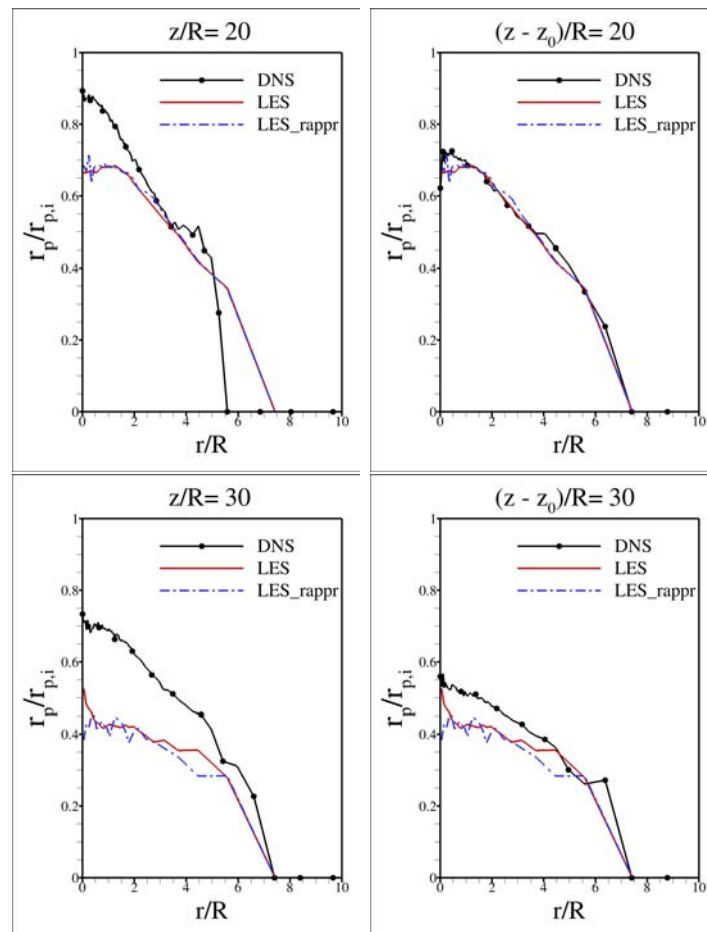 z/R= 20
DNS
LES
LES_rappr
1
0.8
0.6
0.4
0.2
0
r_p/r_{p,i}
0 2 4 6 8 10
r/R
(z - z_0)/R= 20
DNS
LES
LES_rappr
1
0.8
0.6
0.4
0.2
0
r_p/r_{p,i}
0 2 4 6 8 10
r/R
z/R= 30
DNS
LES
LES_rappr
1
0.8
0.6
0.4
0.2
0
r_p/r_{p,i}
0 2 4 6 8 10
r/R
(z - z_0)/R= 30
DNS
LES
LES_rappr
1
0.8
0.6
0.4
0.2
0
r_p/r_{p,i}
0 2 4 6 8 10
r/R